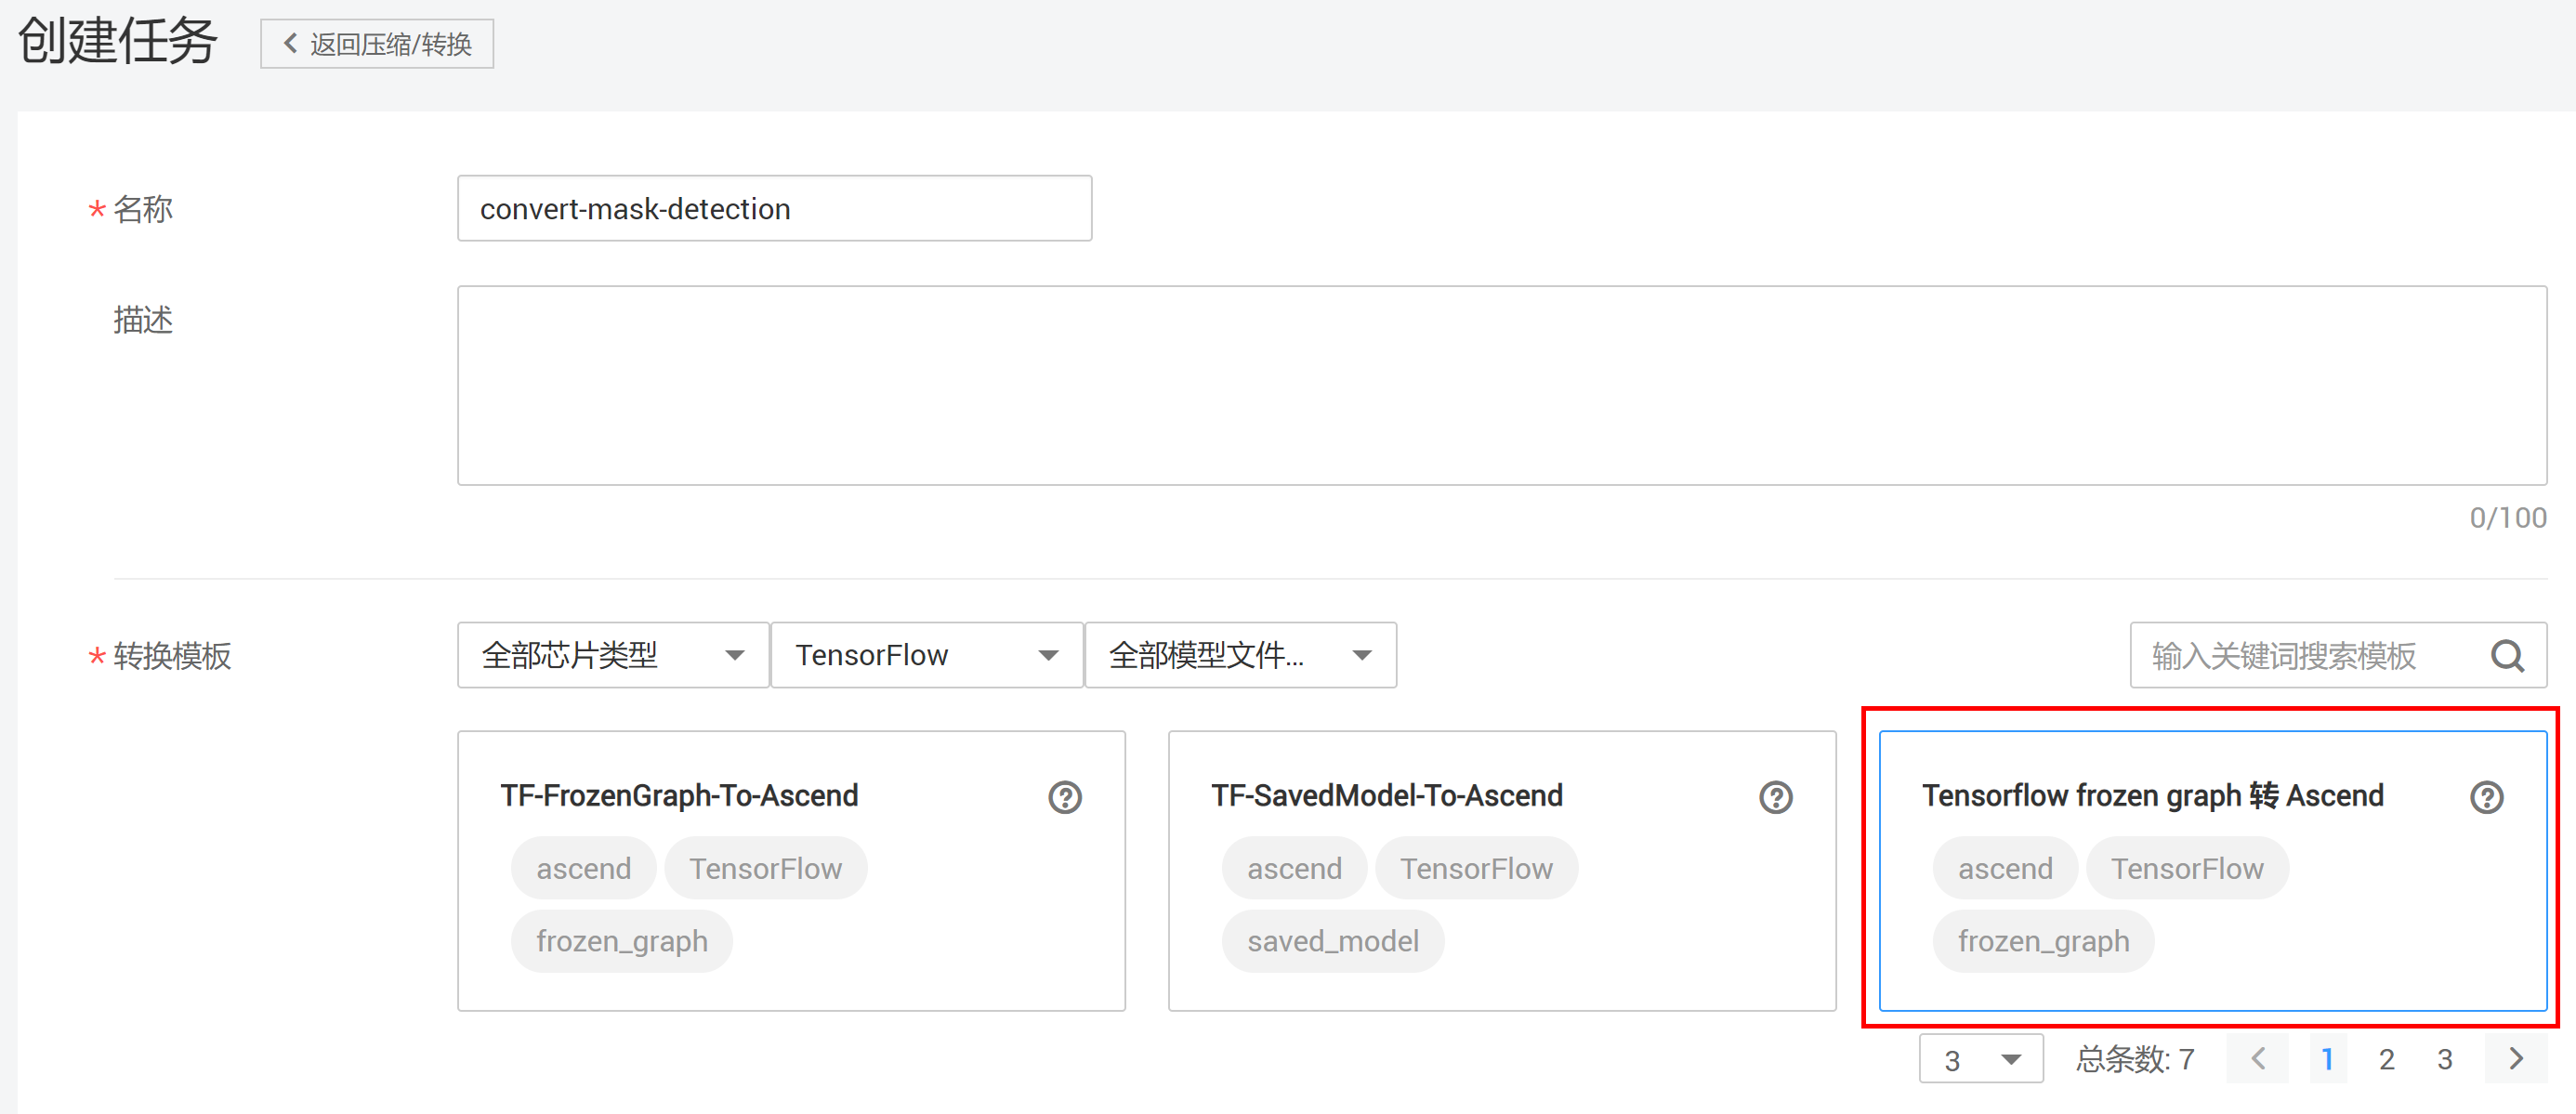 创建任务
返回压缩/转换
* 名称
convert-mask-detection
描述
0/100
* 转换模板
全部芯片类型
TensorFlow
全部模型文件...
输入关键词搜索模板
TF-FrozenGraph-To-Ascend
ascend
TensorFlow
frozen_graph
TF-SavedModel-To-Ascend
ascend
TensorFlow
saved_model
Tensorflow frozen graph 转 Ascend
ascend
TensorFlow
frozen_graph
3
总条数: 7
1
2
3